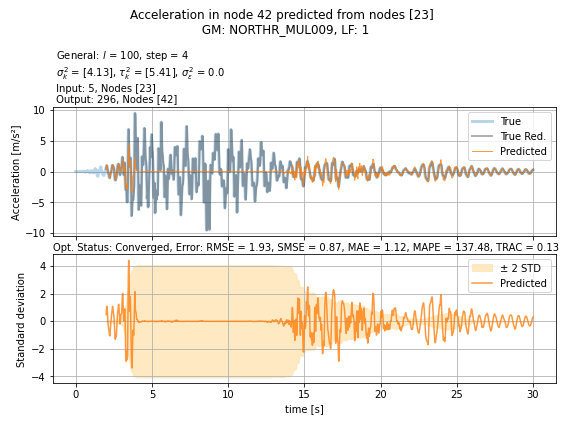 Acceleration in node 42 predicted from nodes [23]
GM: NORTHR_MUL009, LF: 1
General: l = 100, step = 4
σ²ₖ = [4.13], τ²ₖ = [5.41], σ²ε = 0.0
Input: 5, Nodes [23]
Output: 296, Nodes [42]
10
5
0
−5
−10
Acceleration [m/s²]
True
True Red.
Predicted
Opt. Status: Converged, Error: RMSE = 1.93, SMSE = 0.87, MAE = 1.12, MAPE = 137.48, TRAC = 0.13
4
2
0
−2
−4
Standard deviation
± 2 STD
Predicted
0 5 10 15 20 25 30
time [s]